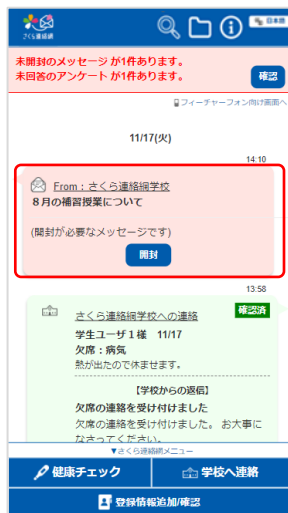 さくら連絡網
日本語
未開封のメッセージ が1件あります。
未回答のアンケート が1件あります。
確認
フィーチャーフォン向け画面へ
11/17(火)
14:10
From : さくら連絡網学校
８月の補習授業について
(開封が必要なメッセージです)
開封
13:58
さくら連絡網学校への連絡
確認済
学生ユーザ１様 11/17
欠席：病気
熱が出たので休ませます。
【学校からの返信】
欠席の連絡を受け付けました
欠席の連絡を受け付けました。 お大事に
なさってください。
▼さくら連絡網メニュー
健康チェック
学校へ連絡
登録情報追加/確認